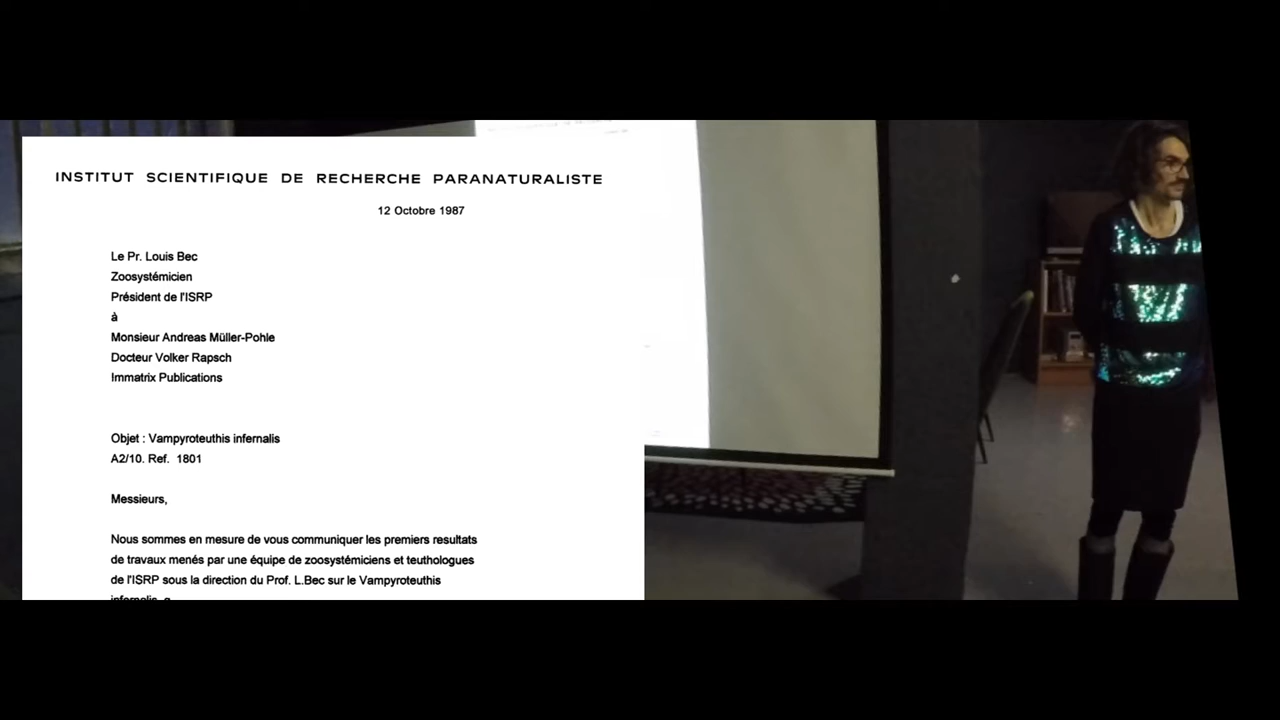 INSTITUT SCIENTIFIQUE DE RECHERCHE PARANATURALISTE
12 Octobre 1987
Le Pr. Louis Bec
Zoosystémicien
Président de l'ISRP
à
Monsieur Andreas Müller-Pohle
Docteur Volker Rapsch
Immatrix Publications
Objet : Vampyroteuthis infernalis
A2/10. Ref. 1801
Messieurs,
Nous sommes en mesure de vous communiquer les premiers resultats
de travaux menés par une équipe de zoosystémiciens et teuthologues
de l'ISRP sous la direction du Prof. L.Bec sur le Vampyroteuthis
infernalis